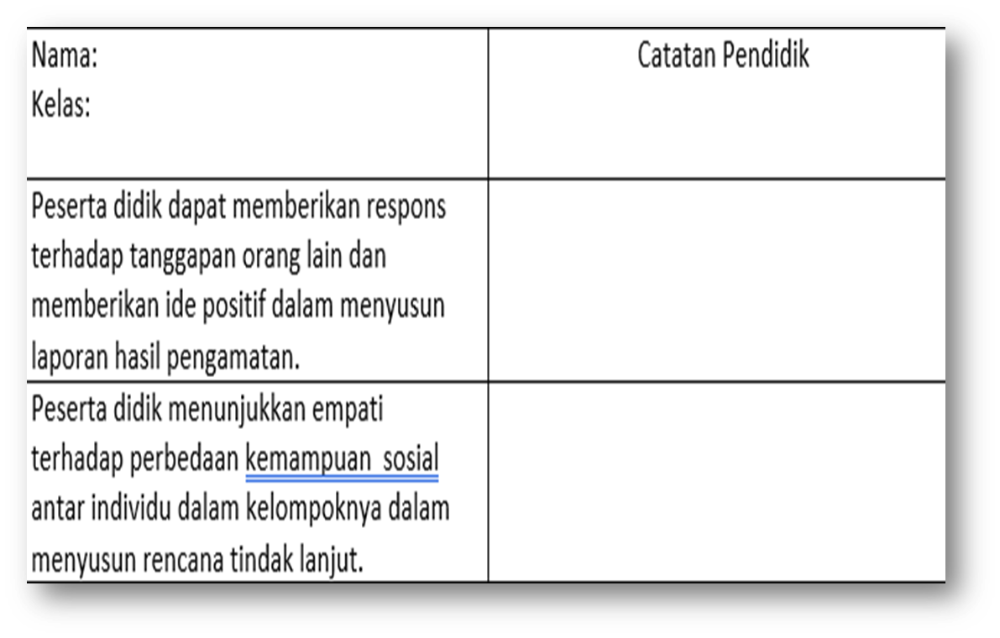 Nama:
Kelas:
Catatan Pendidik
Peserta didik dapat memberikan respons
terhadap tanggapan orang lain dan
memberikan ide positif dalam menyusun
laporan hasil pengamatan.
Peserta didik menunjukkan empati
terhadap perbedaan kemampuan  sosial
antar individu dalam kelompoknya dalam
menyusun rencana tindak lanjut.